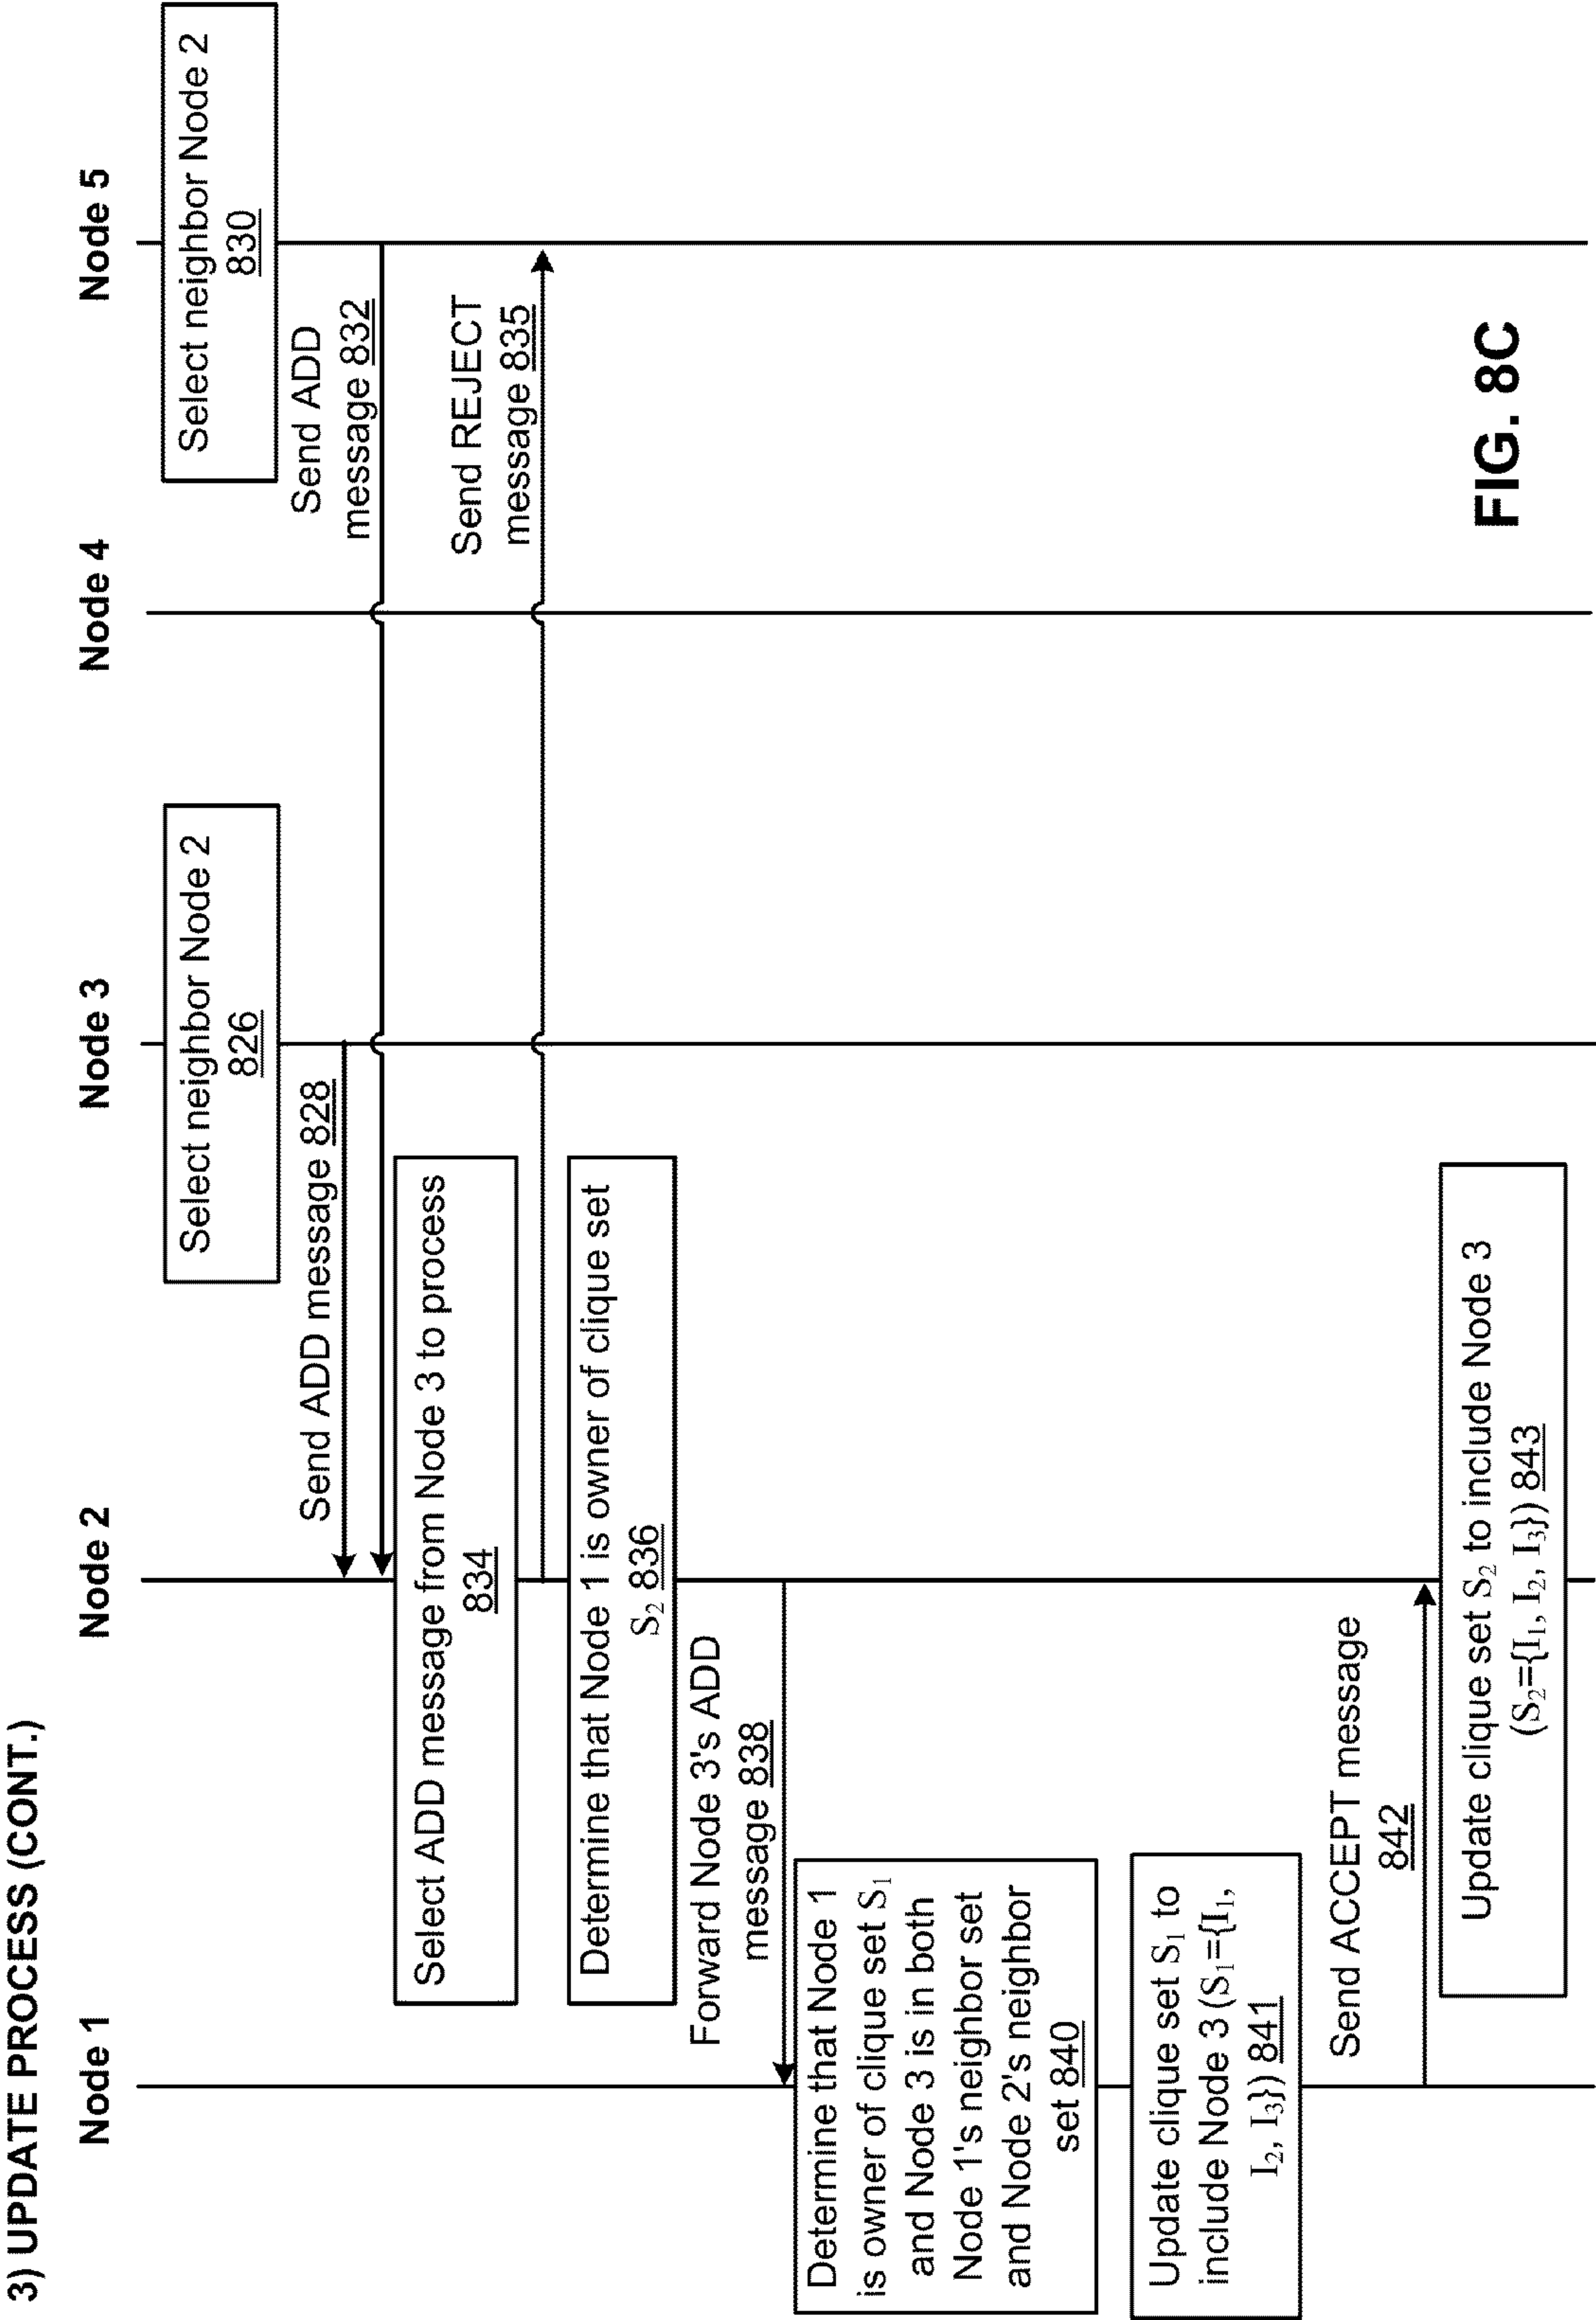 3) UPDATE PROCESS (CONT.)
Node 1
Node 2
Node 3
Node 4
Node 5
Select neighbor Node 2
826
Select neighbor Node 2
830
Send ADD message 828
Send ADD
message 832
Select ADD message from Node 3 to process
834
Send REJECT
message 835
Determine that Node 1 is owner of clique set
S₂ 836
Forward Node 3's ADD
message 838
Determine that Node 1
is owner of clique set S₁
and Node 3 is in both
Node 1's neighbor set
and Node 2's neighbor
set 840
Update clique set S₁ to
include Node 3 (S₁={I₁,
I₂, I₃}) 841
Send ACCEPT message
842
Update clique set S₂ to include Node 3
(S₂={I₁, I₂, I₃}) 843
FIG. 8C